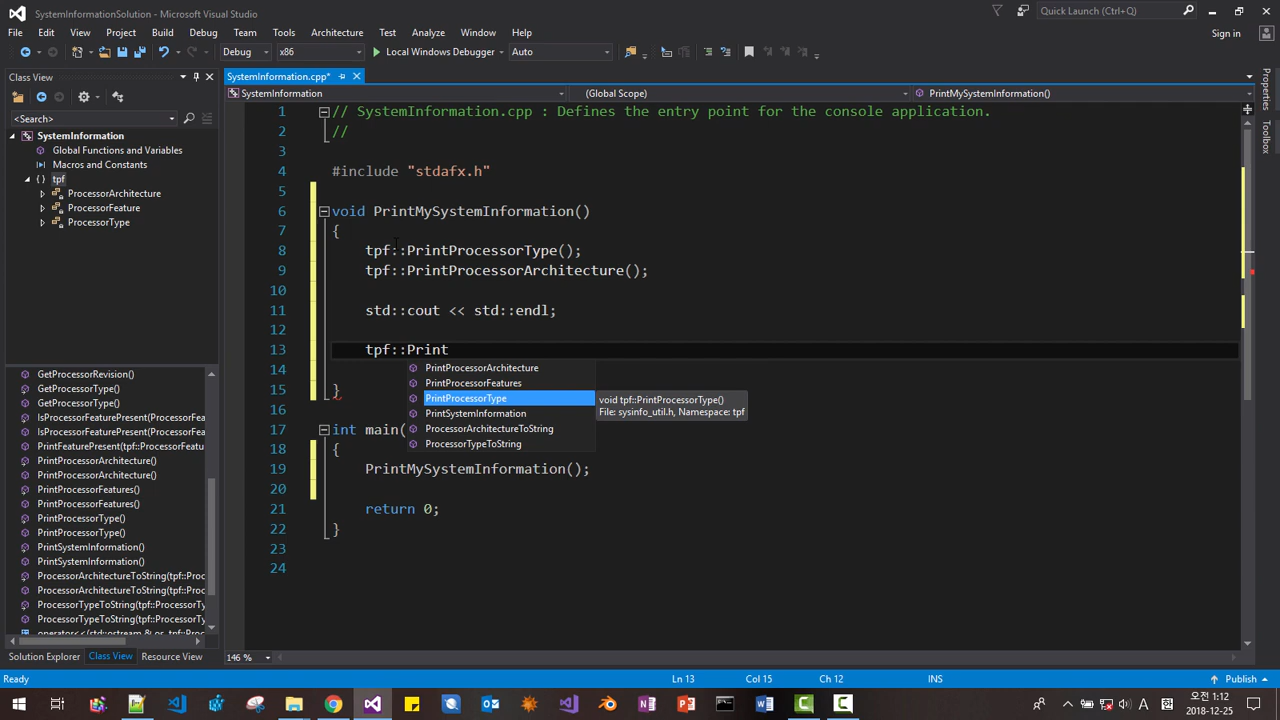 SystemInformationSolution - Microsoft Visual Studio
Quick Launch (Ctrl+Q)
File Edit View Project Build Debug Team Tools Architecture Test Analyze Window Help
Sign in
Debug x86 Local Windows Debugger Auto
Class View
SystemInformation.cpp*
SystemInformation (Global Scope) PrintMySystemInformation()
<Search>
SystemInformation
Global Functions and Variables
Macros and Constants
tpf
ProcessorArchitecture
ProcessorFeature
ProcessorType
GetProcessorRevision()
GetProcessorType()
GetProcessorType()
IsProcessorFeaturePresent(ProcessorFea
IsProcessorFeaturePresent(ProcessorFea
PrintFeaturePresent(tpf::ProcessorFeatur
PrintProcessorArchitecture()
PrintProcessorArchitecture()
PrintProcessorFeatures()
PrintProcessorFeatures()
PrintProcessorType()
PrintProcessorType()
PrintSystemInformation()
PrintSystemInformation()
ProcessorArchitectureToString(tpf::Proc
ProcessorArchitectureToString(tpf::Proc
ProcessorTypeToString(tpf::ProcessorTy
ProcessorTypeToString(tpf::ProcessorTy
Solution Explorer Class View Resource View
1 // SystemInformation.cpp : Defines the entry point for the console application.
2 //
3
4 #include "stdafx.h"
5
6 void PrintMySystemInformation()
7 {
8 tpf::PrintProcessorType();
9 tpf::PrintProcessorArchitecture();
10
11 std::cout << std::endl;
12
13 tpf::Print
14
15 }
16
17 int main(
18 {
19 PrintMySystemInformation();
20
21 return 0;
22 }
23
24
PrintProcessorArchitecture
PrintProcessorFeatures
PrintProcessorType
PrintSystemInformation
ProcessorArchitectureToString
ProcessorTypeToString
void tpf::PrintProcessorType()
File: sysinfo_util.h, Namespace: tpf
Properties
Toolbox
146 %
Ready Ln 13 Col 15 Ch 12 INS Publish
오전 1:12
2018-12-25